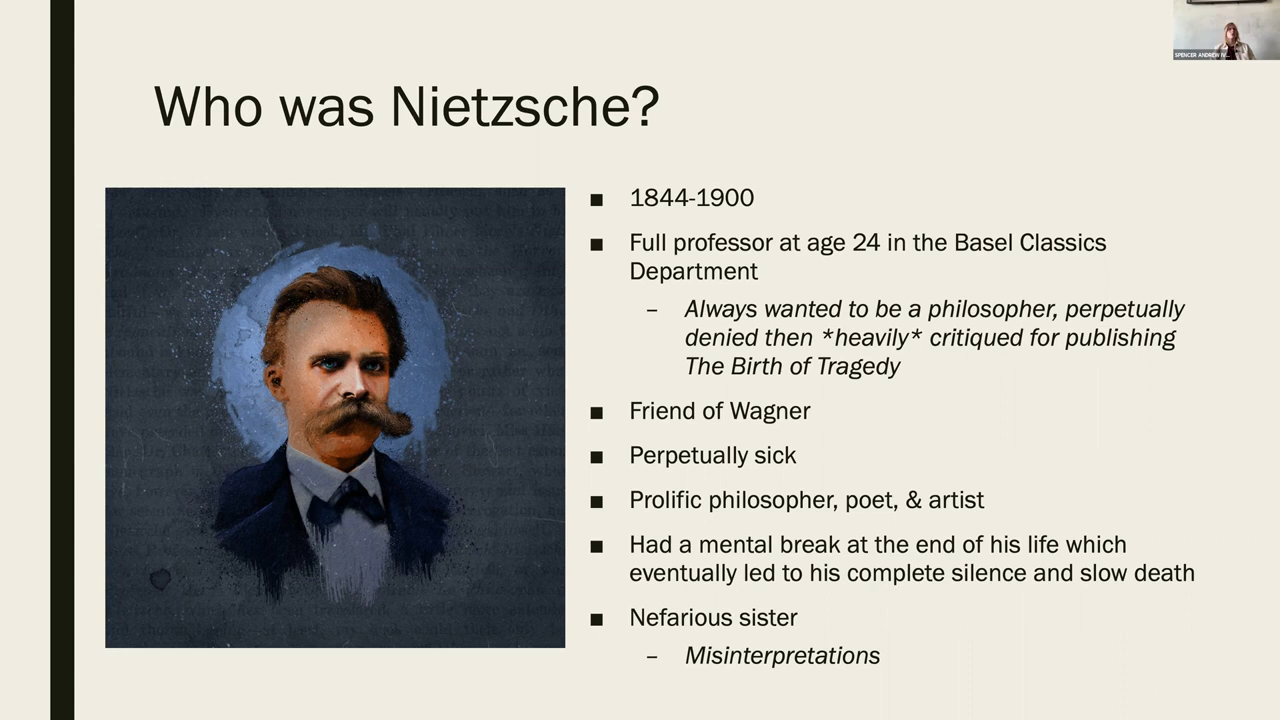 SPENCER ANDREW IV...
Who was Nietzsche?
■ 1844-1900
■ Full professor at age 24 in the Basel Classics
Department
– Always wanted to be a philosopher, perpetually
denied then *heavily* critiqued for publishing
The Birth of Tragedy
■ Friend of Wagner
■ Perpetually sick
■ Prolific philosopher, poet, & artist
■ Had a mental break at the end of his life which
eventually led to his complete silence and slow death
■ Nefarious sister
– Misinterpretations